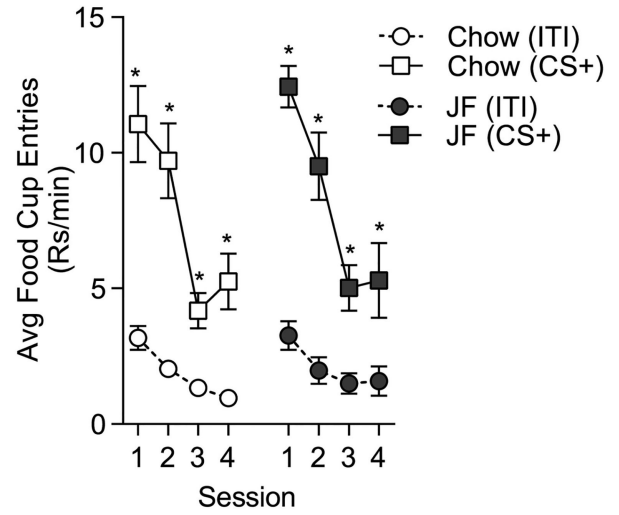 15
10
5
0
Avg Food Cup Entries
(Rs/min)
* * * *
* * * *
1 2 3 4 1 2 3 4
Session
Chow (ITI)
Chow (CS+)
JF (ITI)
JF (CS+)